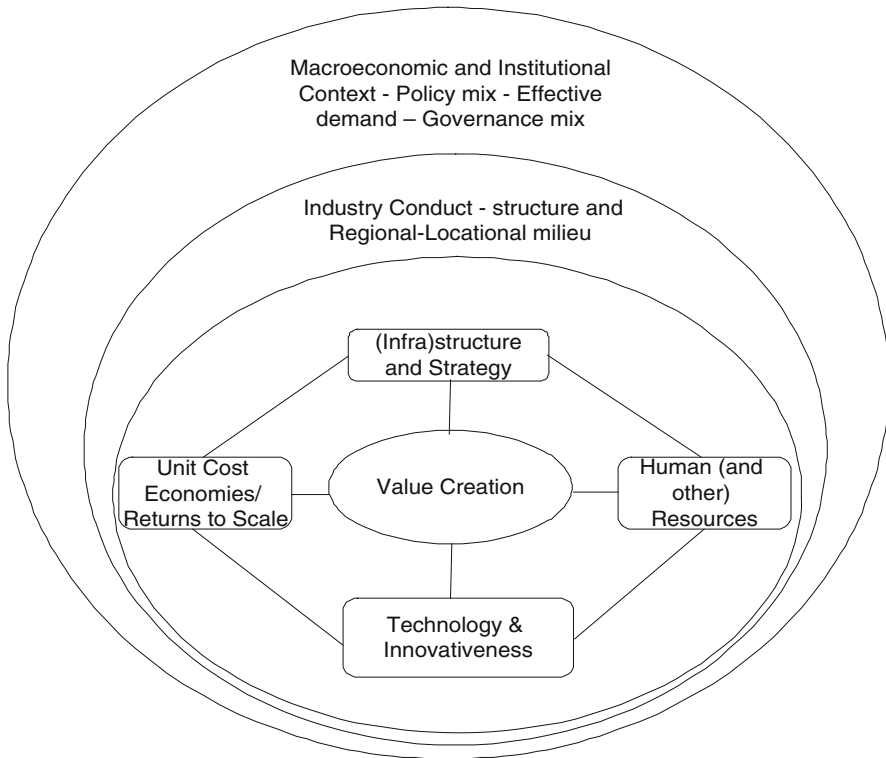 Macroeconomic and Institutional
Context - Policy mix - Effective
demand – Governance mix
Industry Conduct - structure and
Regional-Locational milieu
(Infra)structure
and Strategy
Unit Cost
Economies/
Returns to Scale
Value Creation
Human (and
other)
Resources
Technology &
Innovativeness